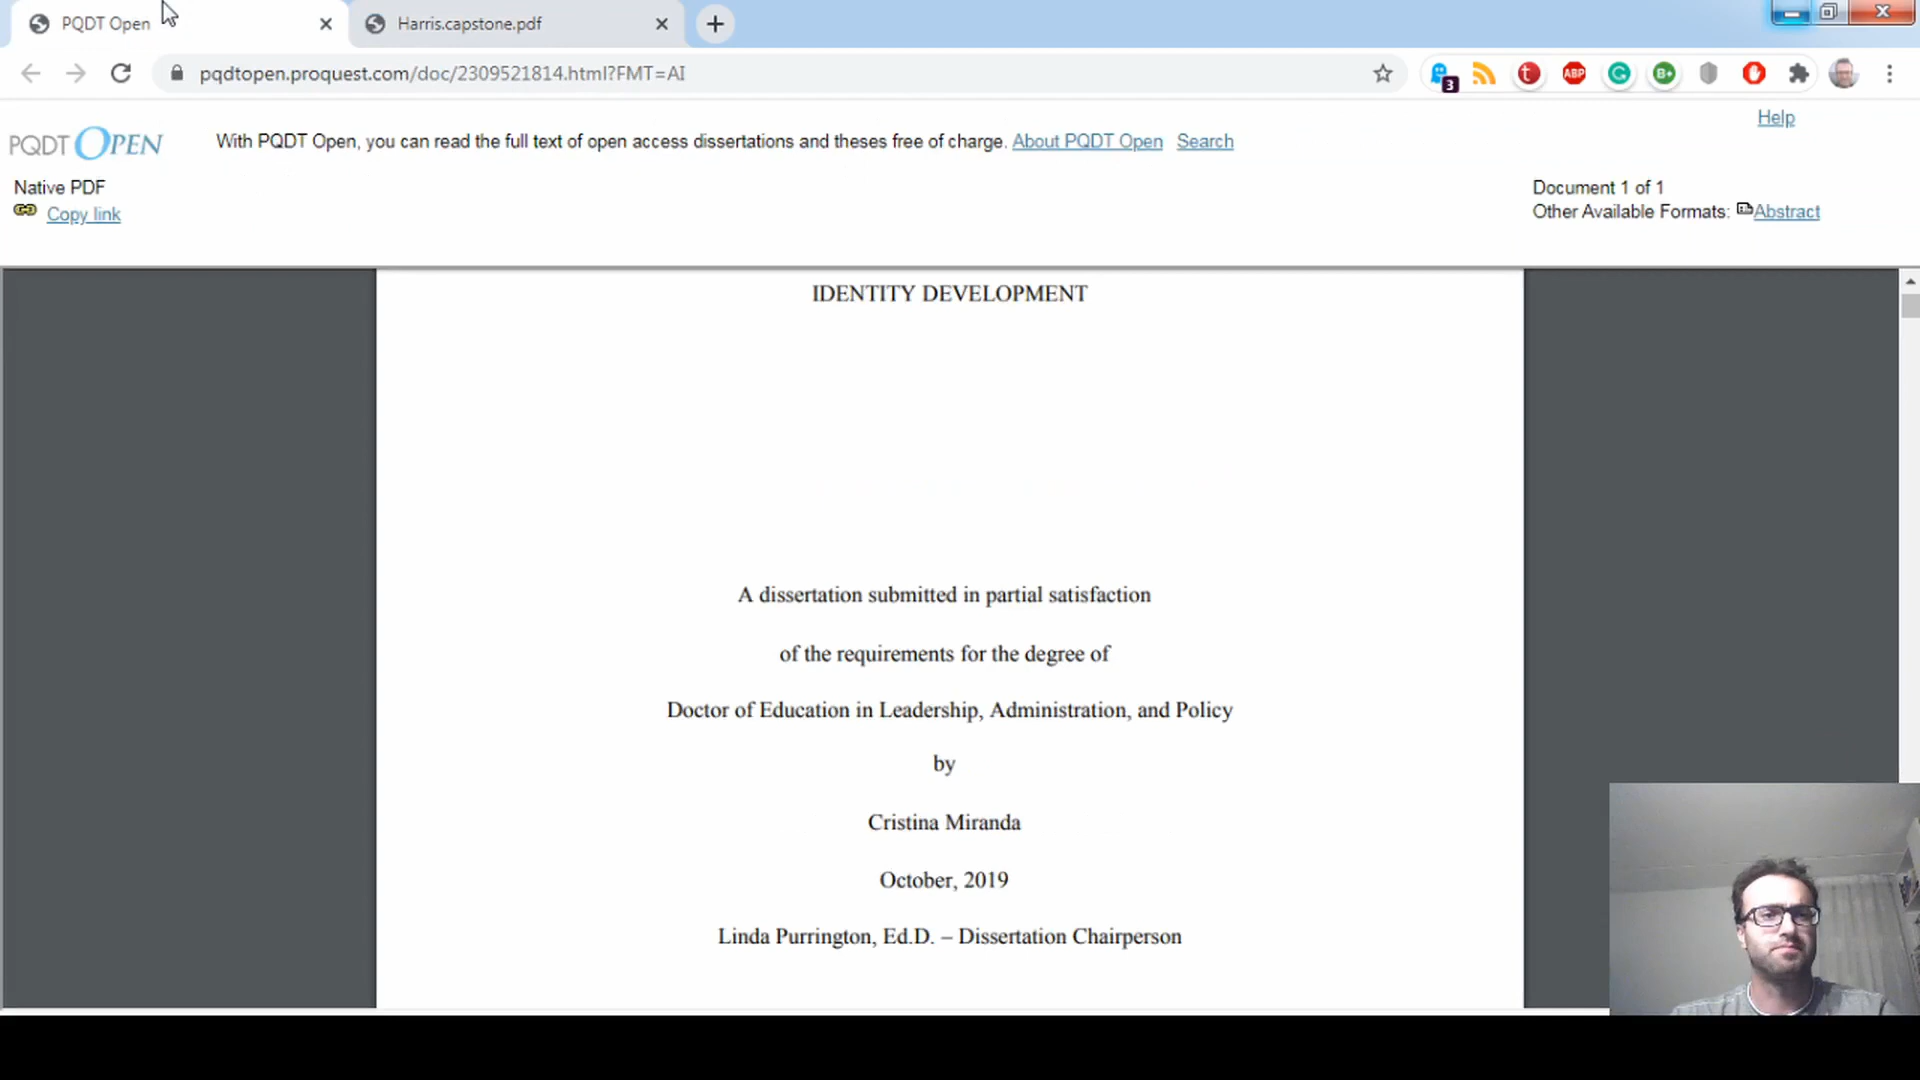 PQDT Open
Harris.capstone.pdf
pqdtopen.proquest.com/doc/2309521814.html?FMT=AI
3
t
ABP
G
B+
Help
PQDT OPEN
With PQDT Open, you can read the full text of open access dissertations and theses free of charge. About PQDT Open Search
Native PDF
Copy link
Document 1 of 1
Other Available Formats: Abstract
IDENTITY DEVELOPMENT
A dissertation submitted in partial satisfaction
of the requirements for the degree of
Doctor of Education in Leadership, Administration, and Policy
by
Cristina Miranda
October, 2019
Linda Purrington, Ed.D. – Dissertation Chairperson